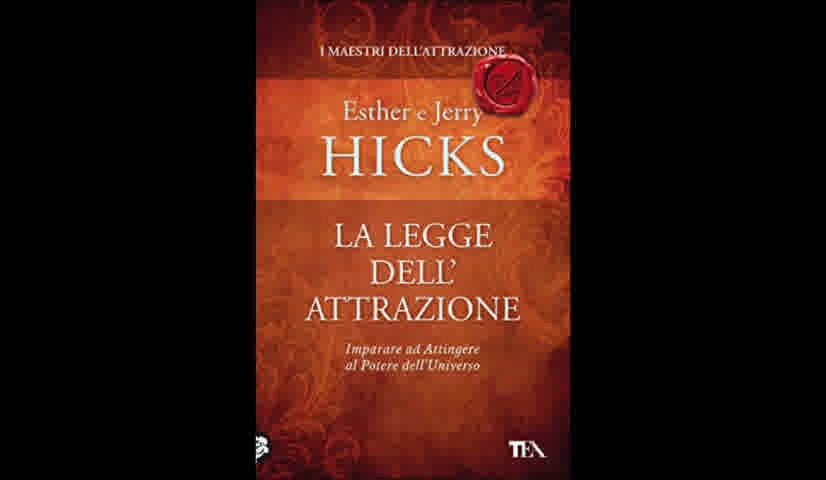 I MAESTRI DELL'ATTRAZIONE
Esther e Jerry
HICKS
LA LEGGE
DELL'
ATTRAZIONE
Imparare ad Attingere
al Potere dell'Universo
TEA